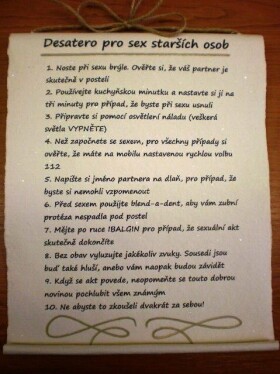 Desatero pro sex starších osob
1. Noste při sexu brýle. Ověřte si, že váš partner je
skutečně v posteli
2. Používejte kuchyňskou minutku a nastavte si ji na
tři minuty pro případ, že byste při sexu usnuli
3. Připravte si pomocí osvětlení náladu (veškerá
světla VYPNĚTE)
4. Než započnete se sexem, pro všechny případy si
ověřte, že máte na mobilu nastavenou rychlou volbu
112
5. Napište si jméno partnera na dlaň, pro případ, že
byste si nemohli vzpomenout
6. Před sexem použijte blend-a-dent, aby vám zubní
protéza nespadla pod postel
7. Mějte po ruce IBALGIN pro případ, že sexuální akt
skutečně dokončíte
8. Bez obav vyluzujte jakékoliv zvuky. Sousedi jsou
buď také hluší, anebo vám naopak budou závidět
9. Když se akt povede, neopomeňte se touto dobrou
novinou pochlubit všem známým
10. Ne abyste to zkoušeli dvakrát za sebou!